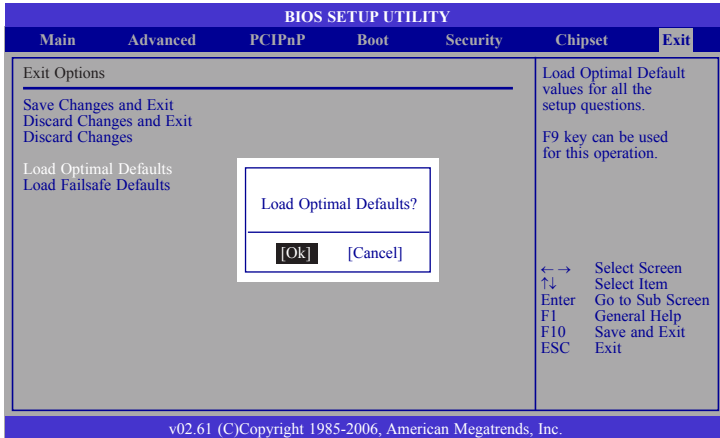 BIOS SETUP UTILITY
Main Advanced PCIPnP Boot Security Chipset Exit
Exit Options
Save Changes and Exit
Discard Changes and Exit
Discard Changes
Load Optimal Defaults
Load Failsafe Defaults
Load Optimal Defaults?
[Ok] [Cancel]
Load Optimal Default
values for all the
setup questions.
F9 key can be used
for this operation.
←→ Select Screen
↑↓ Select Item
Enter Go to Sub Screen
F1 General Help
F10 Save and Exit
ESC Exit
v02.61 (C)Copyright 1985-2006, American Megatrends, Inc.